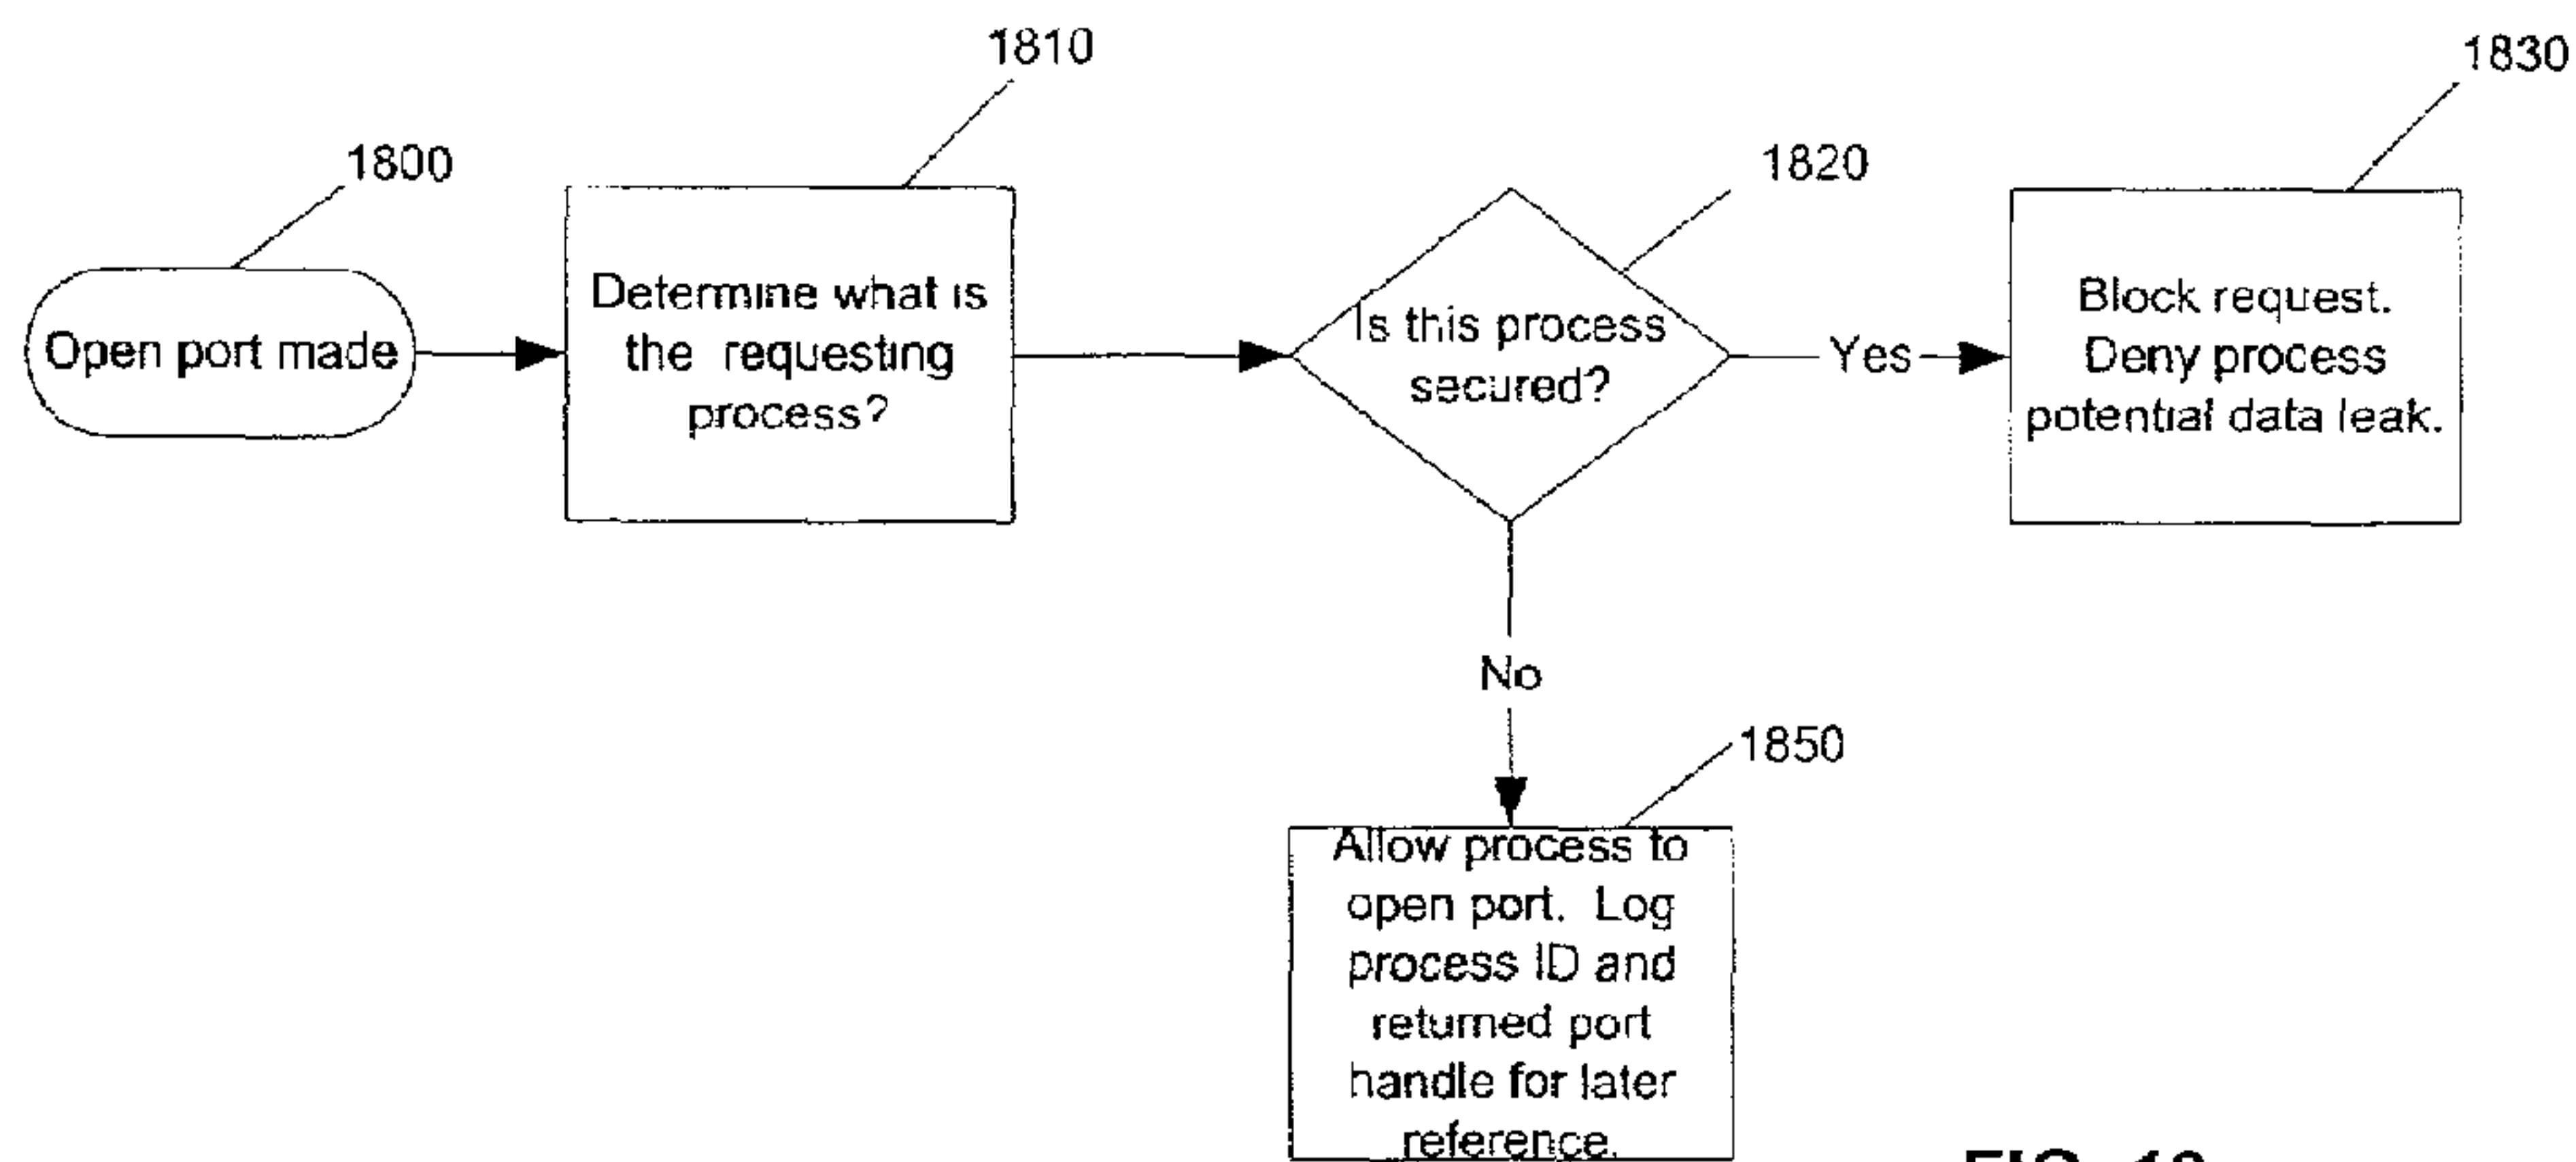 1800
Open port made
1810
Determine what is
the requesting
process?
1820
Is this process
secured?
Yes
1830
Block request.
Deny process
potential data leak.
No
1850
Allow process to
open port. Log
process ID and
returned port
handle for later
reference.